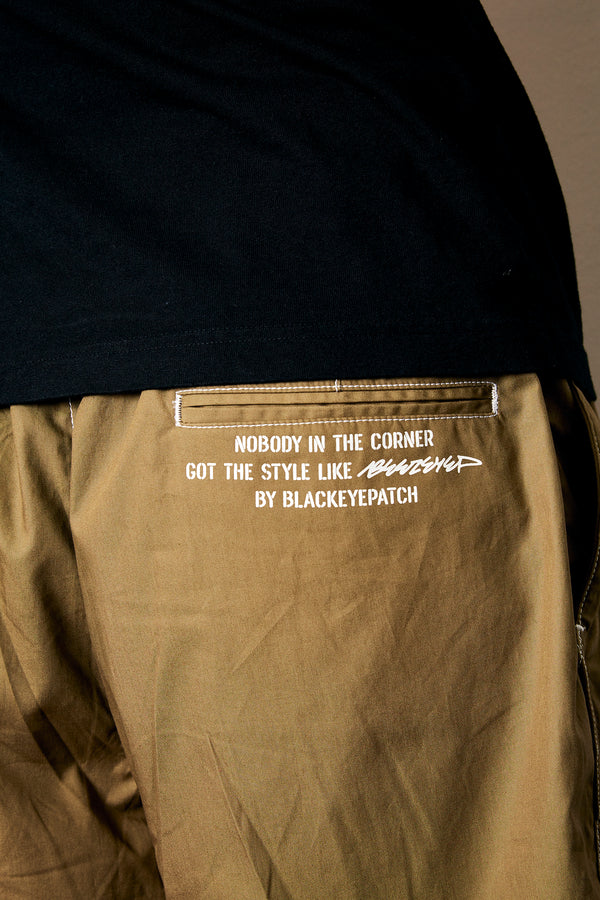 NOBODY IN THE CORNER
GOT THE STYLE LIKE
BY BLACKEYEPATCH